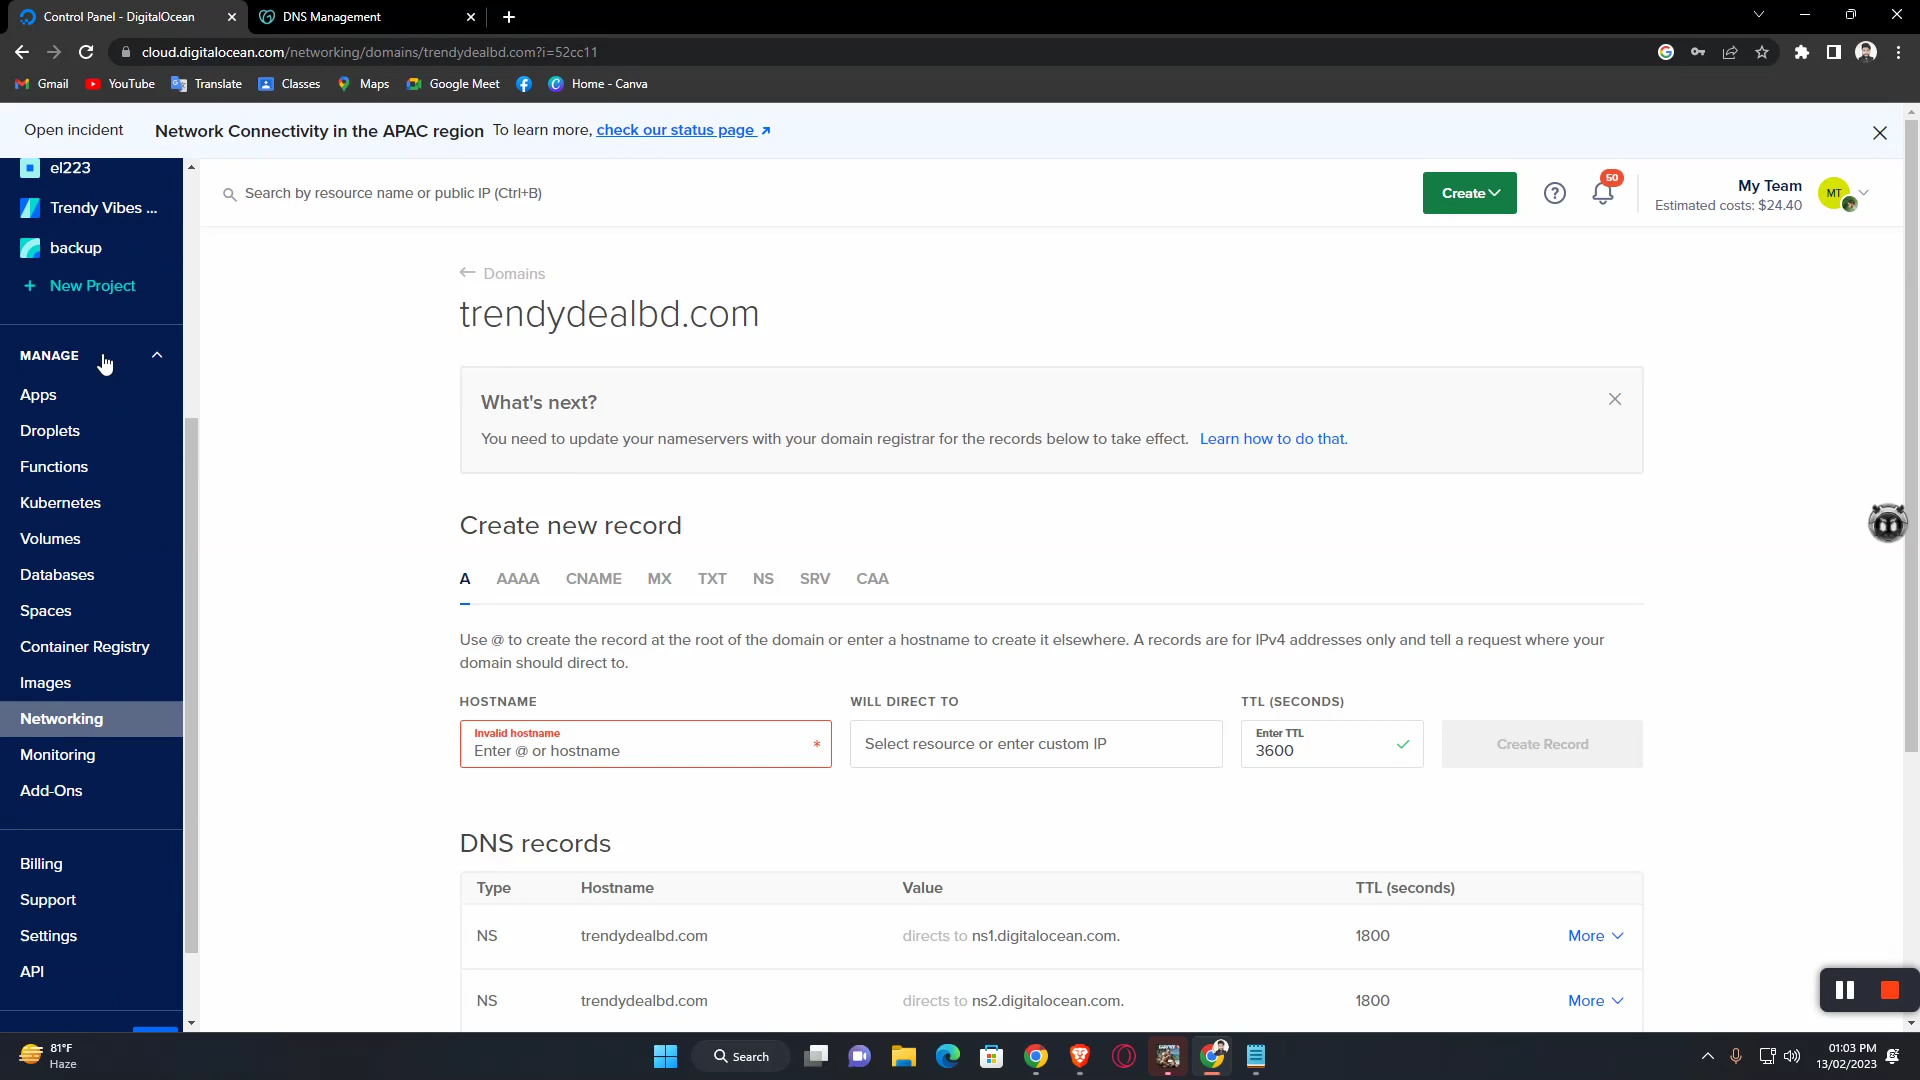 Control Panel - DigitalOcean
DNS Management
cloud.digitalocean.com/networking/domains/trendydealbd.com?i=52cc11
Gmail
YouTube
Translate
Classes
Maps
Google Meet
Home - Canva
Open incident
Network Connectivity in the APAC region To learn more, check our status page
el223
Trendy Vibes ...
backup
+ New Project
MANAGE
Apps
Droplets
Functions
Kubernetes
Volumes
Databases
Spaces
Container Registry
Images
Networking
Monitoring
Add-Ons
Billing
Support
Settings
API
Search by resource name or public IP (Ctrl+B)
Create
50
My Team
Estimated costs: $24.40
MT
Domains
trendydealbd.com
What's next?
You need to update your nameservers with your domain registrar for the records below to take effect. Learn how to do that.
Create new record
A AAAA CNAME MX TXT NS SRV CAA
Use @ to create the record at the root of the domain or enter a hostname to create it elsewhere. A records are for IPv4 addresses only and tell a request where your
domain should direct to.
HOSTNAME WILL DIRECT TO TTL (SECONDS)
Invalid hostname
Enter @ or hostname *
Select resource or enter custom IP
Enter TTL
3600
Create Record
DNS records
Type Hostname Value TTL (seconds)
NS trendydealbd.com directs to ns1.digitalocean.com. 1800 More
NS trendydealbd.com directs to ns2.digitalocean.com. 1800 More
81°F
Haze
Search
01:03 PM
13/02/2023